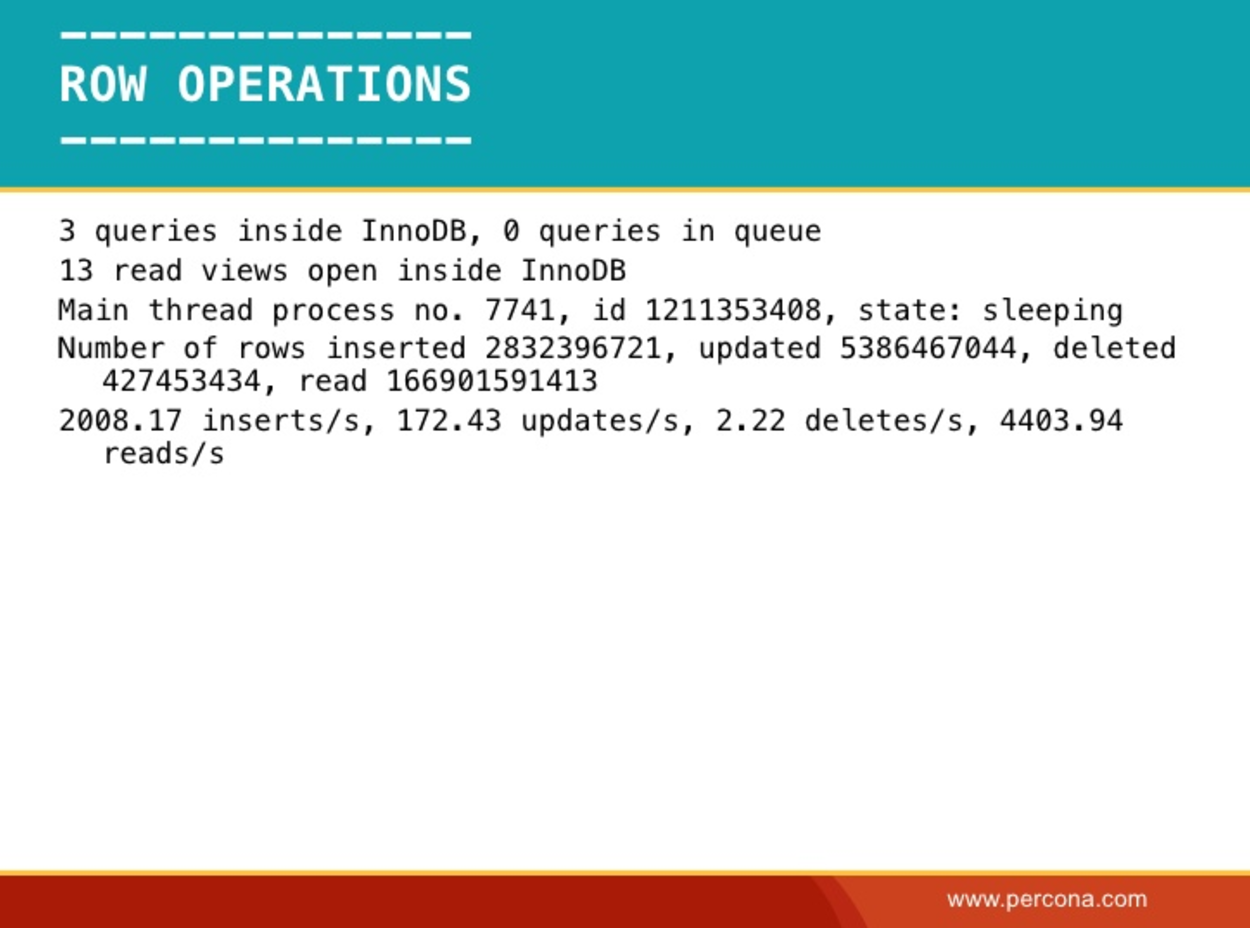 --------------
ROW OPERATIONS
--------------
3 queries inside InnoDB, 0 queries in queue
13 read views open inside InnoDB
Main thread process no. 7741, id 1211353408, state: sleeping
Number of rows inserted 2832396721, updated 5386467044, deleted
427453434, read 166901591413
2008.17 inserts/s, 172.43 updates/s, 2.22 deletes/s, 4403.94
reads/s
www.percona.com